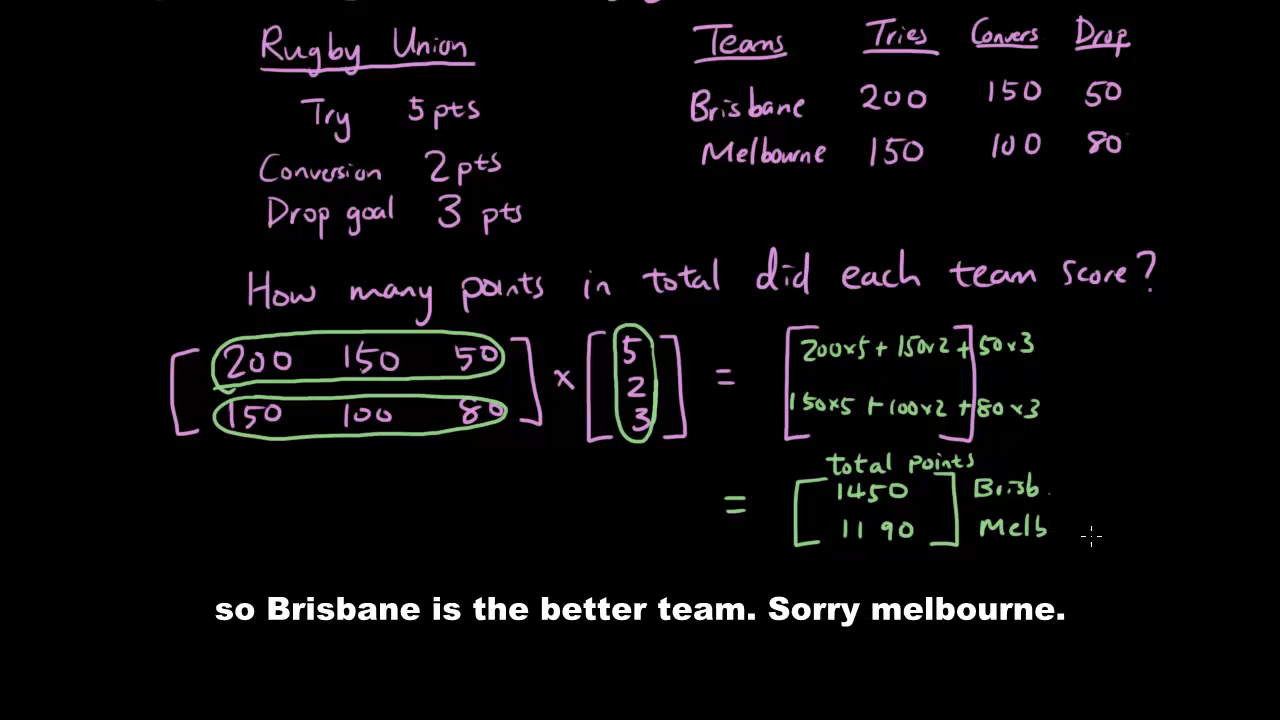 Rugby Union
Try 5 pts
Conversion 2 pts
Drop goal 3 pts
Teams Tries Convers Drop
Brisbane 200 150 50
Melbourne 150 100 80
How many points in total did each team score?
[200 150 50] × [5] = [200x5 + 150x2 + 50x3]
[150 100 80] [2] [150x5 + 100x2 + 80x3]
[3]
total points
= [1450] Brisb.
[1190] Melb
so Brisbane is the better team. Sorry melbourne.